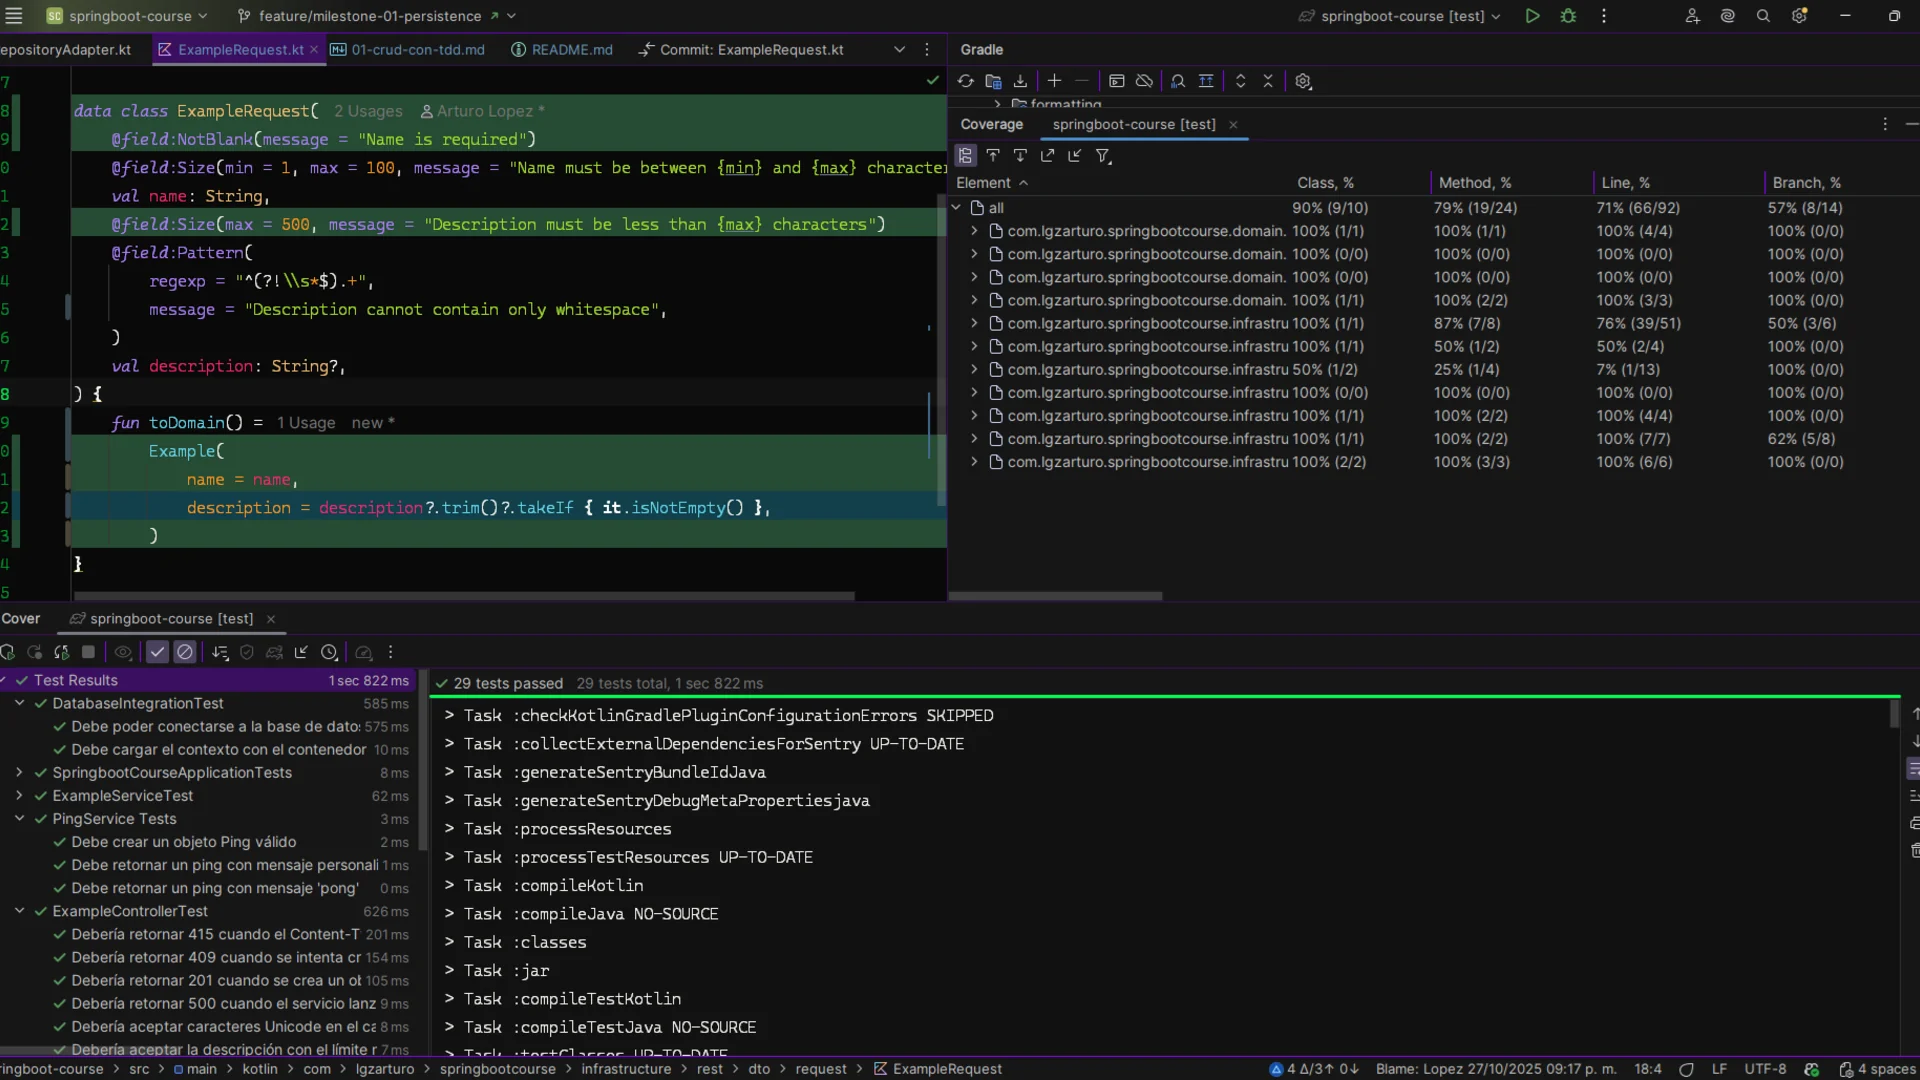 SC springboot-course feature/milestone-01-persistence springboot-course [test]
epositoryAdapter.kt ExampleRequest.kt 01-crud-con-tdd.md README.md Commit: ExampleRequest.kt
7
8 data class ExampleRequest( 2 Usages Arturo Lopez *
9 @field:NotBlank(message = "Name is required")
0 @field:Size(min = 1, max = 100, message = "Name must be between {min} and {max} character
1 val name: String,
2 @field:Size(max = 500, message = "Description must be less than {max} characters")
3 @field:Pattern(
4 regexp = "^(?!\\s*$).+",
5 message = "Description cannot contain only whitespace",
6 )
7 val description: String?,
8 ) {
9 fun toDomain() = 1 Usage new *
0 Example(
1 name = name,
2 description = description?.trim()?.takeIf { it.isNotEmpty() },
3 )
4 }
5
Gradle
formatting
Coverage springboot-course [test]
Element Class, % Method, % Line, % Branch, %
all 90% (9/10) 79% (19/24) 71% (66/92) 57% (8/14)
com.lgzarturo.springbootcourse.domain. 100% (1/1) 100% (1/1) 100% (4/4) 100% (0/0)
com.lgzarturo.springbootcourse.domain. 100% (0/0) 100% (0/0) 100% (0/0) 100% (0/0)
com.lgzarturo.springbootcourse.domain. 100% (0/0) 100% (0/0) 100% (0/0) 100% (0/0)
com.lgzarturo.springbootcourse.domain. 100% (1/1) 100% (2/2) 100% (3/3) 100% (0/0)
com.lgzarturo.springbootcourse.infrastru 100% (1/1) 87% (7/8) 76% (39/51) 50% (3/6)
com.lgzarturo.springbootcourse.infrastru 100% (1/1) 50% (1/2) 50% (2/4) 100% (0/0)
com.lgzarturo.springbootcourse.infrastru 50% (1/2) 25% (1/4) 7% (1/13) 100% (0/0)
com.lgzarturo.springbootcourse.infrastru 100% (0/0) 100% (0/0) 100% (0/0) 100% (0/0)
com.lgzarturo.springbootcourse.infrastru 100% (1/1) 100% (2/2) 100% (4/4) 100% (0/0)
com.lgzarturo.springbootcourse.infrastru 100% (1/1) 100% (2/2) 100% (7/7) 62% (5/8)
com.lgzarturo.springbootcourse.infrastru 100% (2/2) 100% (3/3) 100% (6/6) 100% (0/0)
Cover springboot-course [test]
Test Results 1 sec 822 ms
DatabaseIntegrationTest 585 ms
Debe poder conectarse a la base de datos 575 ms
Debe cargar el contexto con el contenedor 10 ms
SpringbootCourseApplicationTests 8 ms
ExampleServiceTest 62 ms
PingService Tests 3 ms
Debe crear un objeto Ping válido 2 ms
Debe retornar un ping con mensaje personali 1 ms
Debe retornar un ping con mensaje 'pong' 0 ms
ExampleControllerTest 626 ms
Debería retornar 415 cuando el Content-T 201 ms
Debería retornar 409 cuando se intenta cr 154 ms
Debería retornar 201 cuando se crea un ob 105 ms
Debería retornar 500 cuando el servicio lanz 9 ms
Debería aceptar caracteres Unicode en el ca 8 ms
Debería aceptar la descripción con el límite r 7 ms
29 tests passed 29 tests total, 1 sec 822 ms
> Task :checkKotlinGradlePluginConfigurationErrors SKIPPED
> Task :collectExternalDependenciesForSentry UP-TO-DATE
> Task :generateSentryBundleIdJava
> Task :generateSentryDebugMetaPropertiesjava
> Task :processResources
> Task :processTestResources UP-TO-DATE
> Task :compileKotlin
> Task :compileJava NO-SOURCE
> Task :classes
> Task :jar
> Task :compileTestKotlin
> Task :compileTestJava NO-SOURCE
> Task :testClasses UP-TO-DATE
ringboot-course > src > main > kotlin > com > lgzarturo > springbootcourse > infrastructure > rest > dto > request > ExampleRequest 4 Δ/3↑ 0↓ Blame: Lopez 27/10/2025 09:17 p. m. 18:4 LF UTF-8 4 spaces